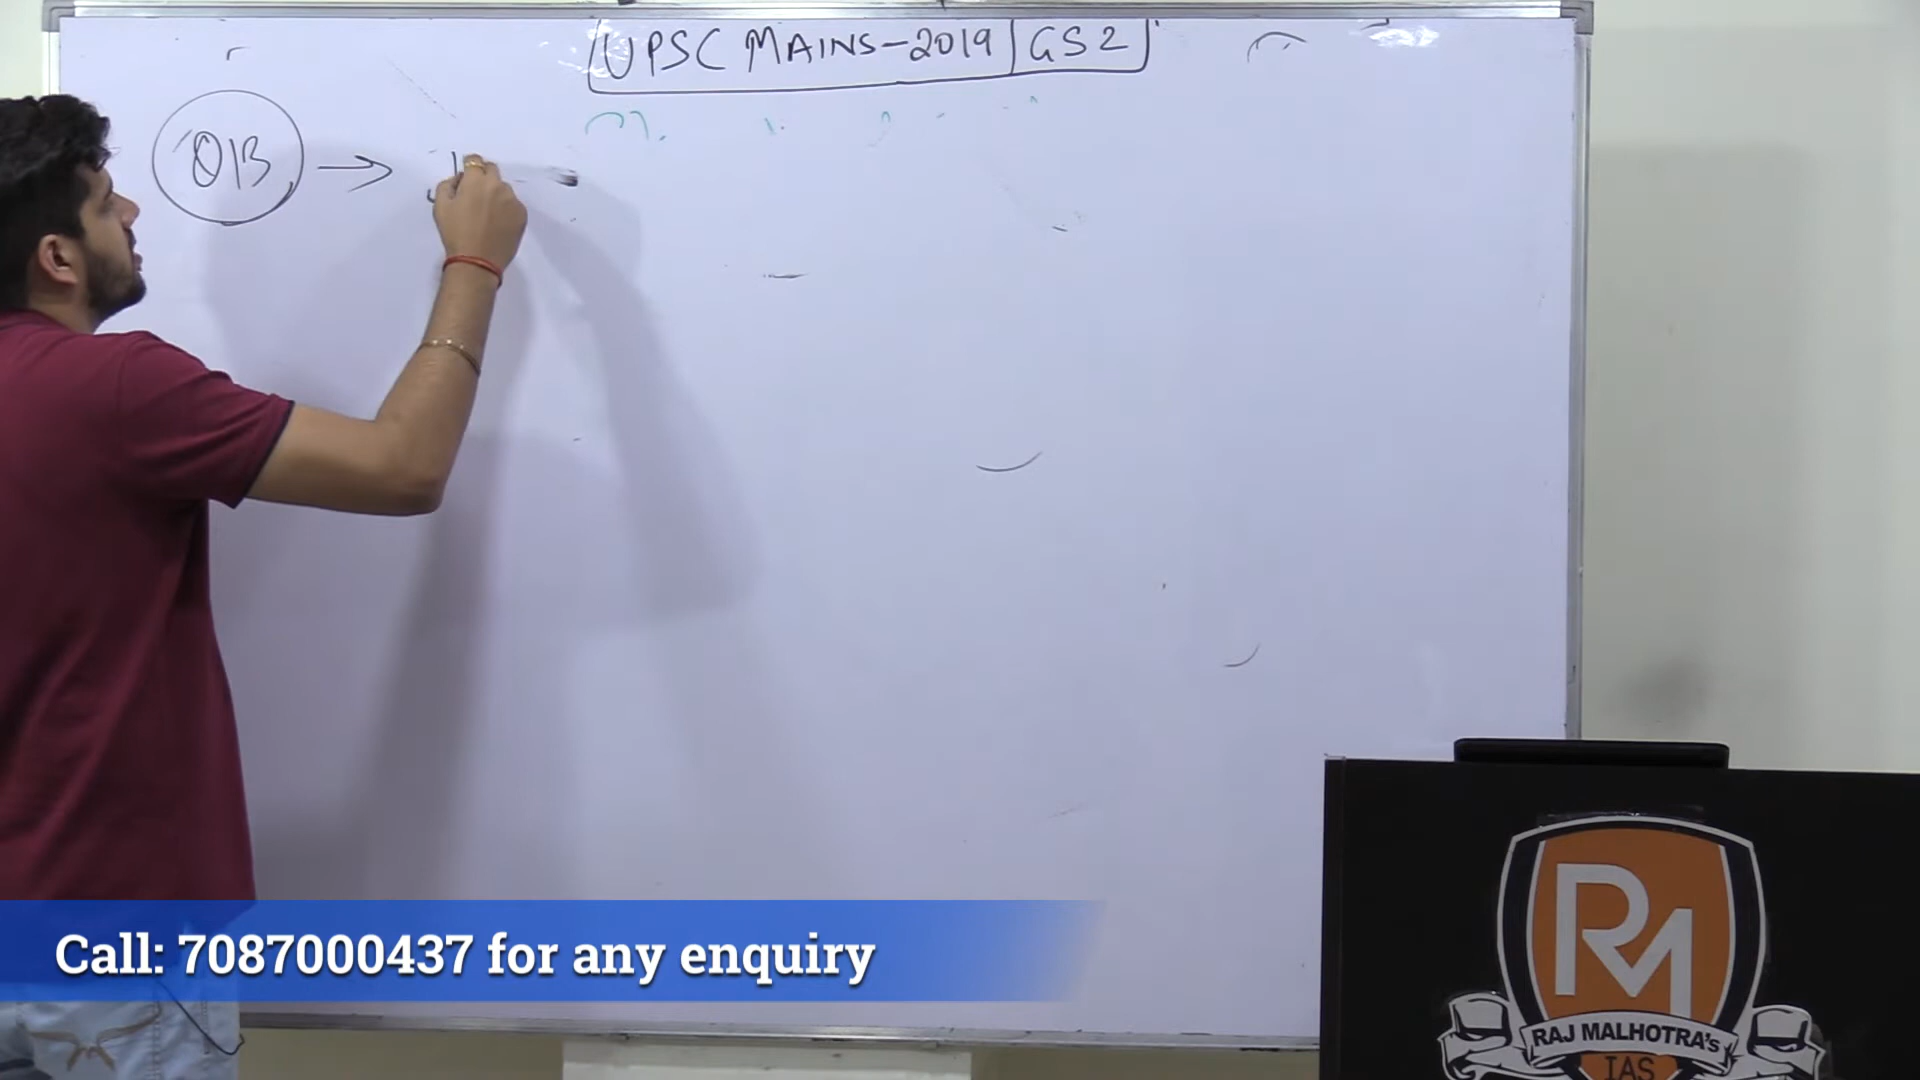 UPSC MAINS-2019 GS2
Q13 →
Call: 7087000437 for any enquiry
RM
RAJ MALHOTRA's
IAS